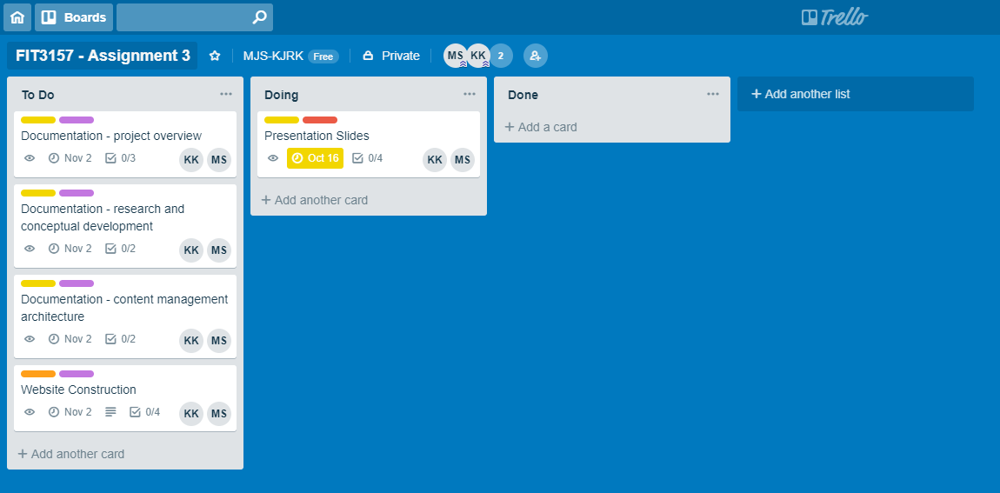 Boards
Trello
FIT3157 - Assignment 3
MJS-KJRK Free
Private
MS KK 2
To Do
Documentation - project overview
Nov 2 0/3 KK MS
Documentation - research and
conceptual development
Nov 2 0/2 KK MS
Documentation - content management
architecture
Nov 2 0/2 KK MS
Website Construction
Nov 2 0/4 KK MS
+ Add another card
Doing
Presentation Slides
Oct 16 0/4 KK MS
+ Add another card
Done
+ Add a card
+ Add another list